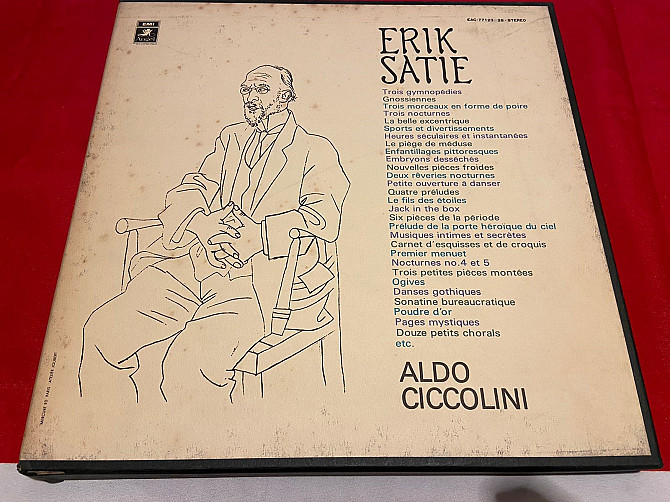 EMI
Angel
EAC-77121~26・STEREO
ERIK
SATIE
Trois gymnopédies
Gnossiennes
Trois morceaux en forme de poire
Trois nocturnes
La belle excentrique
Sports et divertissements
Heures séculaires et instantanées
Le piège de méduse
Enfantillages pittoresques
Embryons desséchés
Nouvelles pièces froides
Deux rêveries nocturnes
Petite ouverture à danser
Quatre préludes
Le fils des étoiles
Jack in the box
Six pièces de la période
Prélude de la porte héroïque du ciel
Musiques intimes et secrètes
Carnet d'esquisses et de croquis
Premier menuet
Nocturnes no.4 et 5
Trois petites pièces montées
Ogives
Danses gothiques
Sonatine bureaucratique
Poudre d'or
Pages mystiques
Douze petits chorals
etc.
ALDO
CICCOLINI